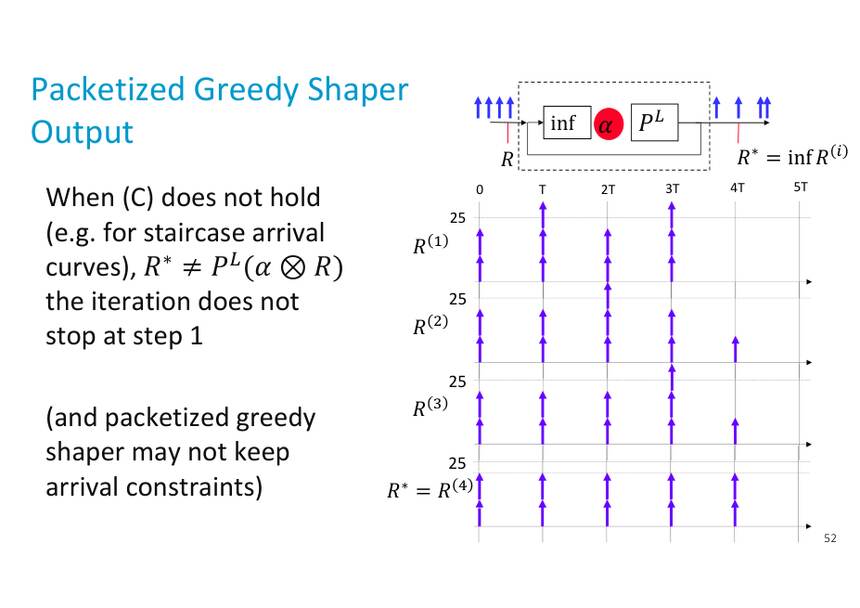 Packetized Greedy Shaper
Output
inf α P^L
R
R* = inf R^(i)
When (C) does not hold
(e.g. for staircase arrival
curves), R* ≠ P^L(α ⊗ R)
the iteration does not
stop at step 1
(and packetized greedy
shaper may not keep
arrival constraints)
0 T 2T 3T 4T 5T
25
R^(1)
25
R^(2)
25
R^(3)
25
R* = R^(4)
52